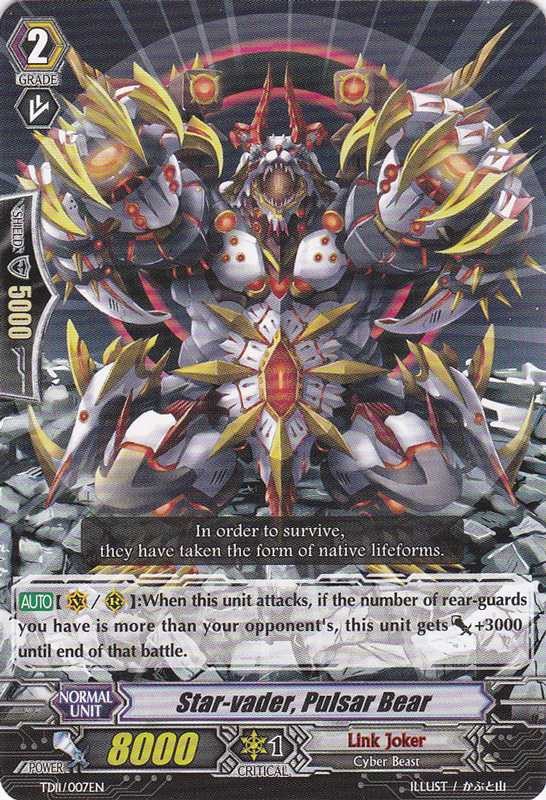 2
GRADE
SHIELD
5000
In order to survive,
they have taken the form of native lifeforms.
AUTO [ / ]:When this unit attacks, if the number of rear-guards
you have is more than your opponent's, this unit gets +3000
until end of that battle.
NORMAL
UNIT
Star-vader, Pulsar Bear
POWER
8000
1
CRITICAL
Link Joker
Cyber Beast
TD11/007EN
ILLUST / かぶと山